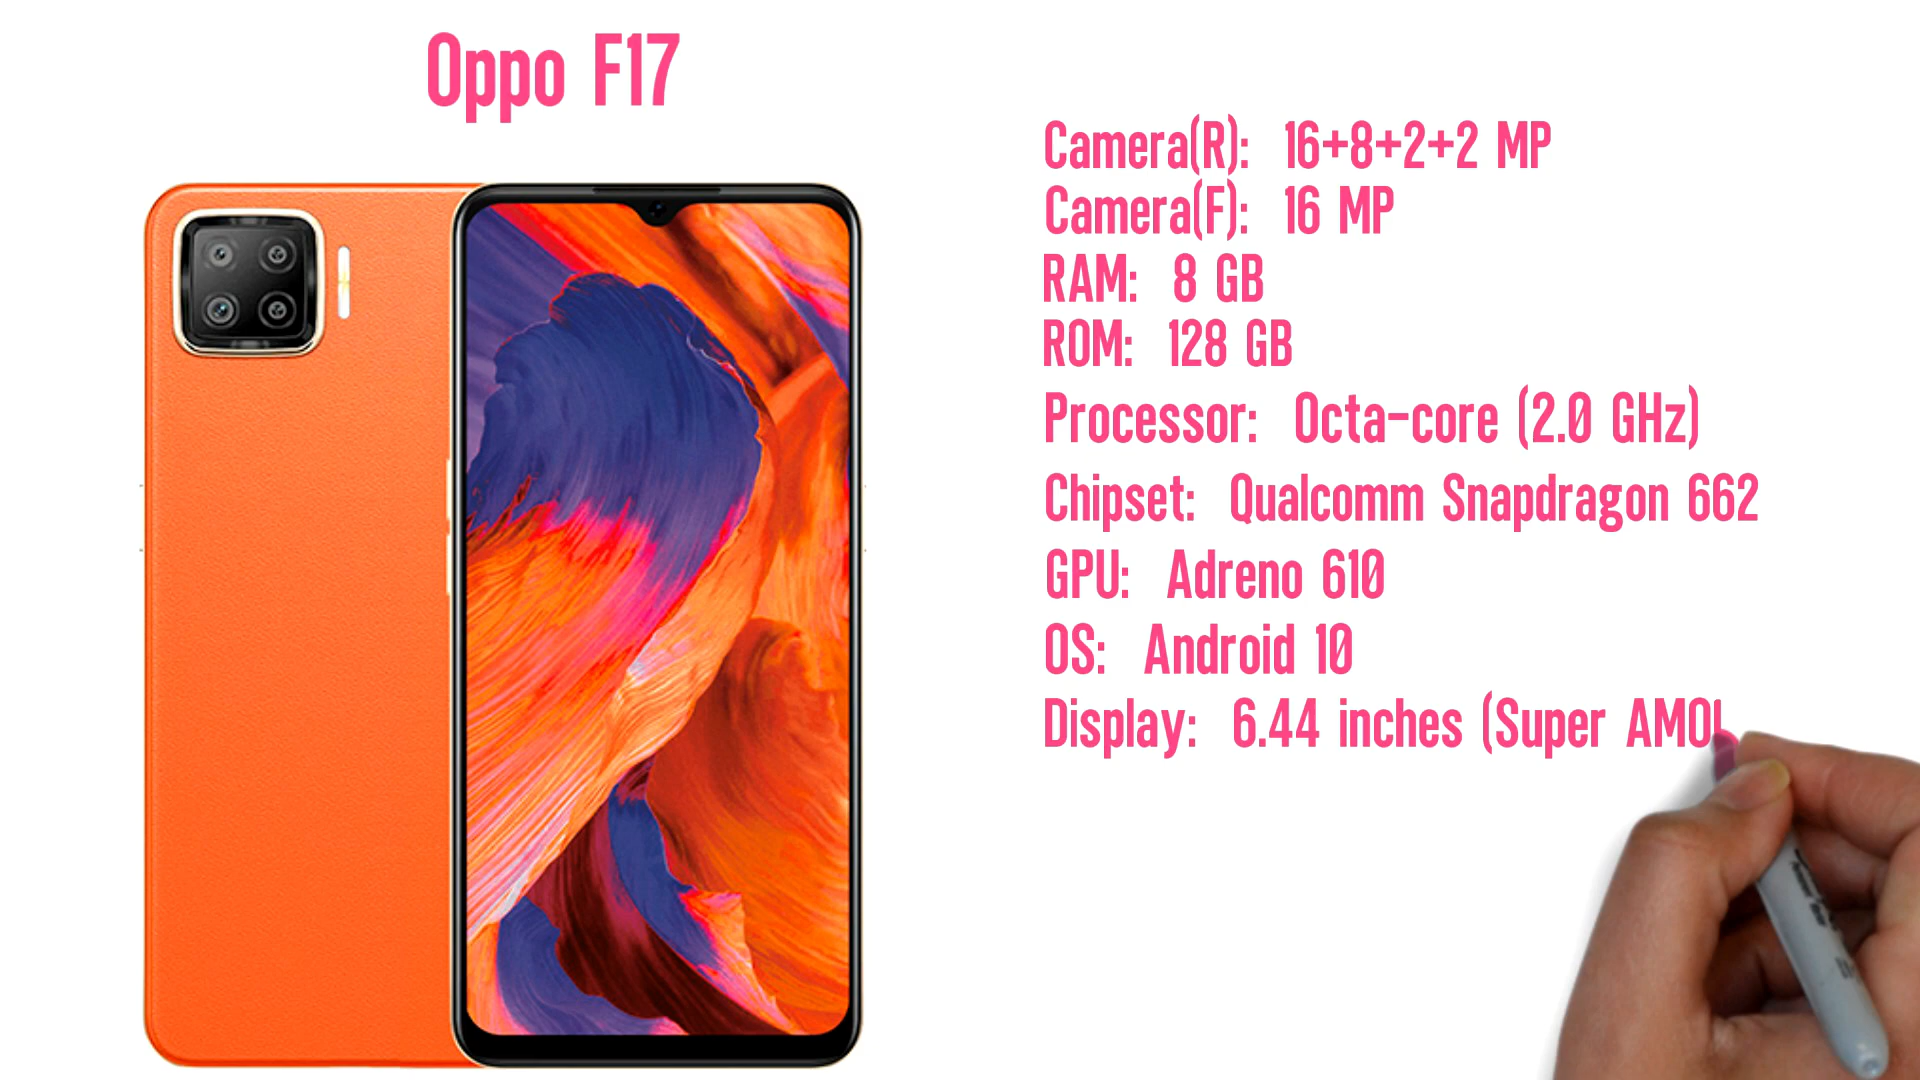 Oppo F17
Camera(R): 16+8+2+2 MP
Camera(F): 16 MP
RAM: 8 GB
ROM: 128 GB
Processor: Octa-core (2.0 GHz)
Chipset: Qualcomm Snapdragon 662
GPU: Adreno 610
OS: Android 10
Display: 6.44 inches (Super AMOL